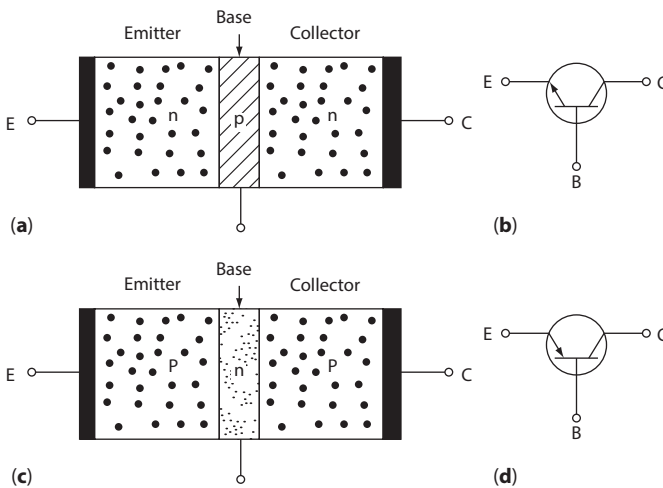 Base
Emitter Collector
E n p n C
(a)
E C
B
(b)
Base
Emitter Collector
E P n P C
(c)
E C
B
(d)